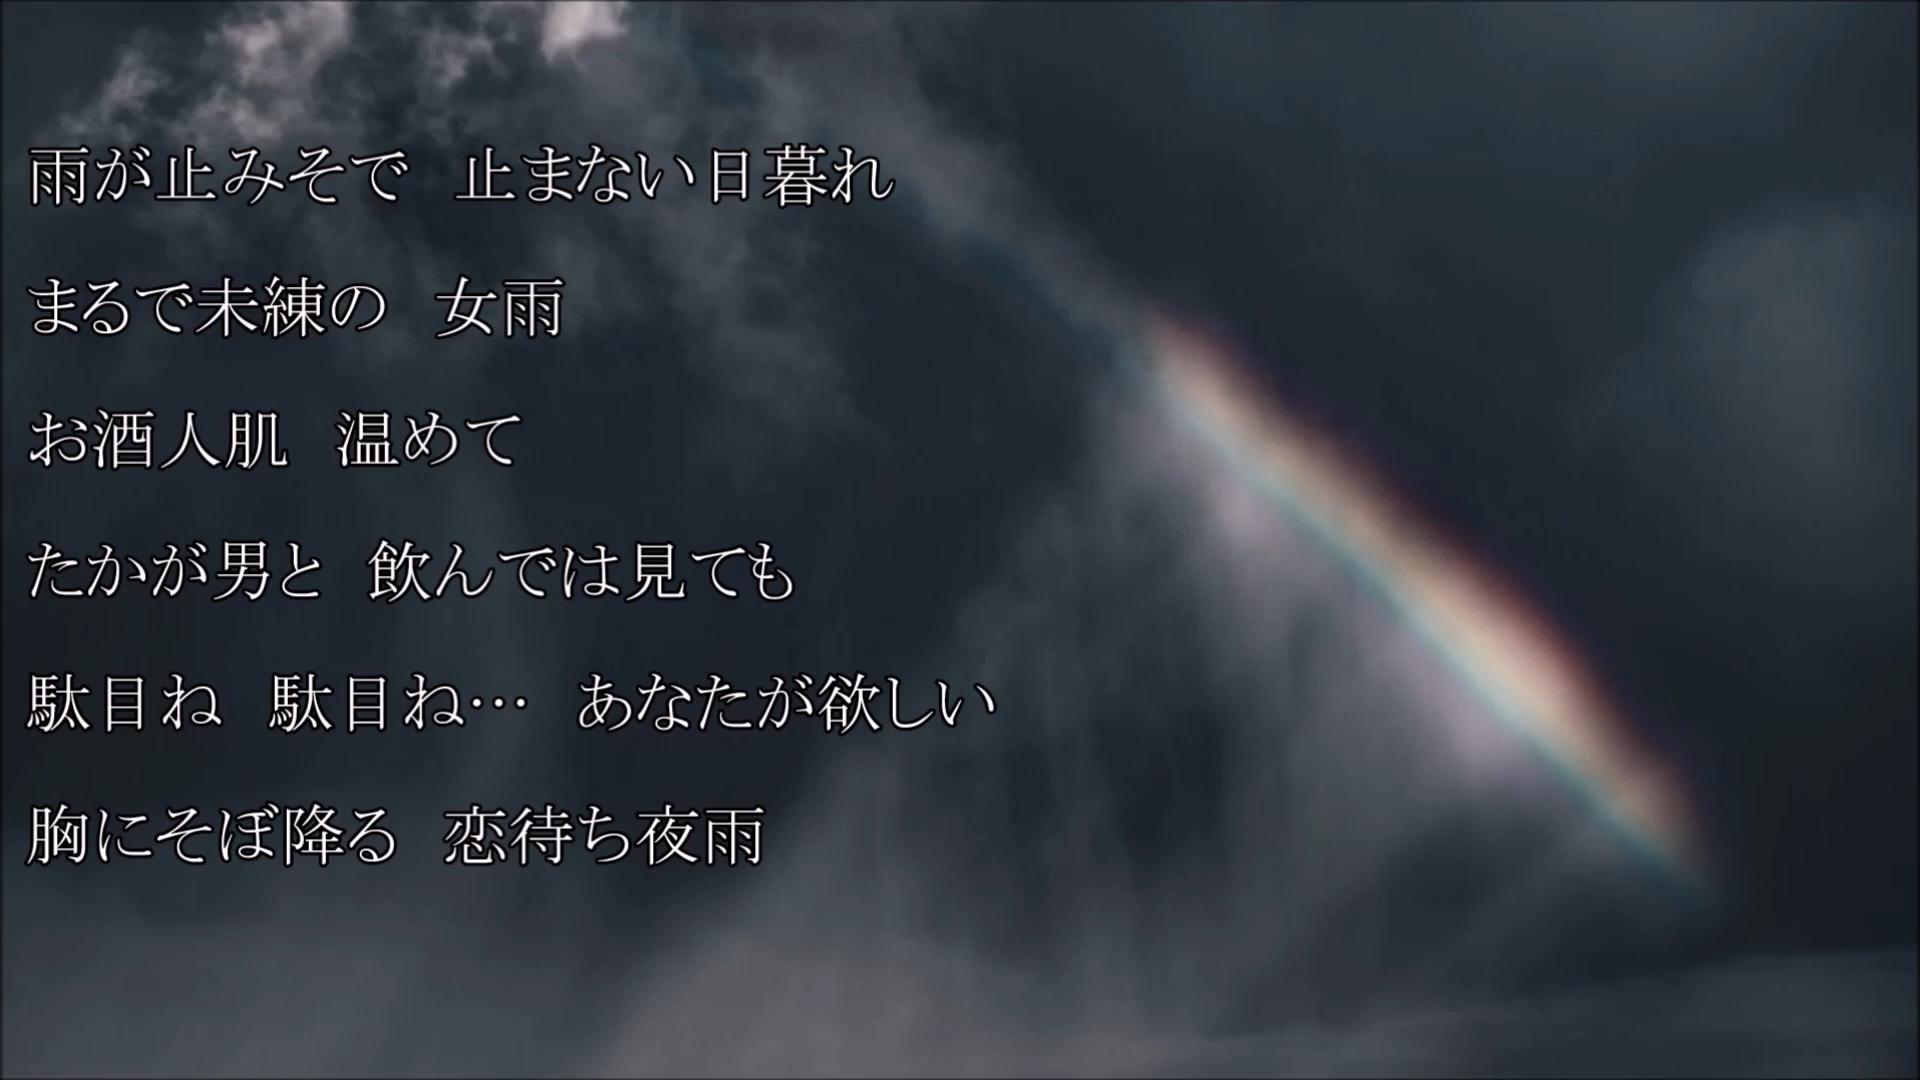 雨が止みそで　止まない日暮れ
まるで未練の　女雨
お酒人肌　温めて
たかが男と　飲んでは見ても
駄目ね　駄目ね…　あなたが欲しい
胸にそぼ降る　恋待ち夜雨